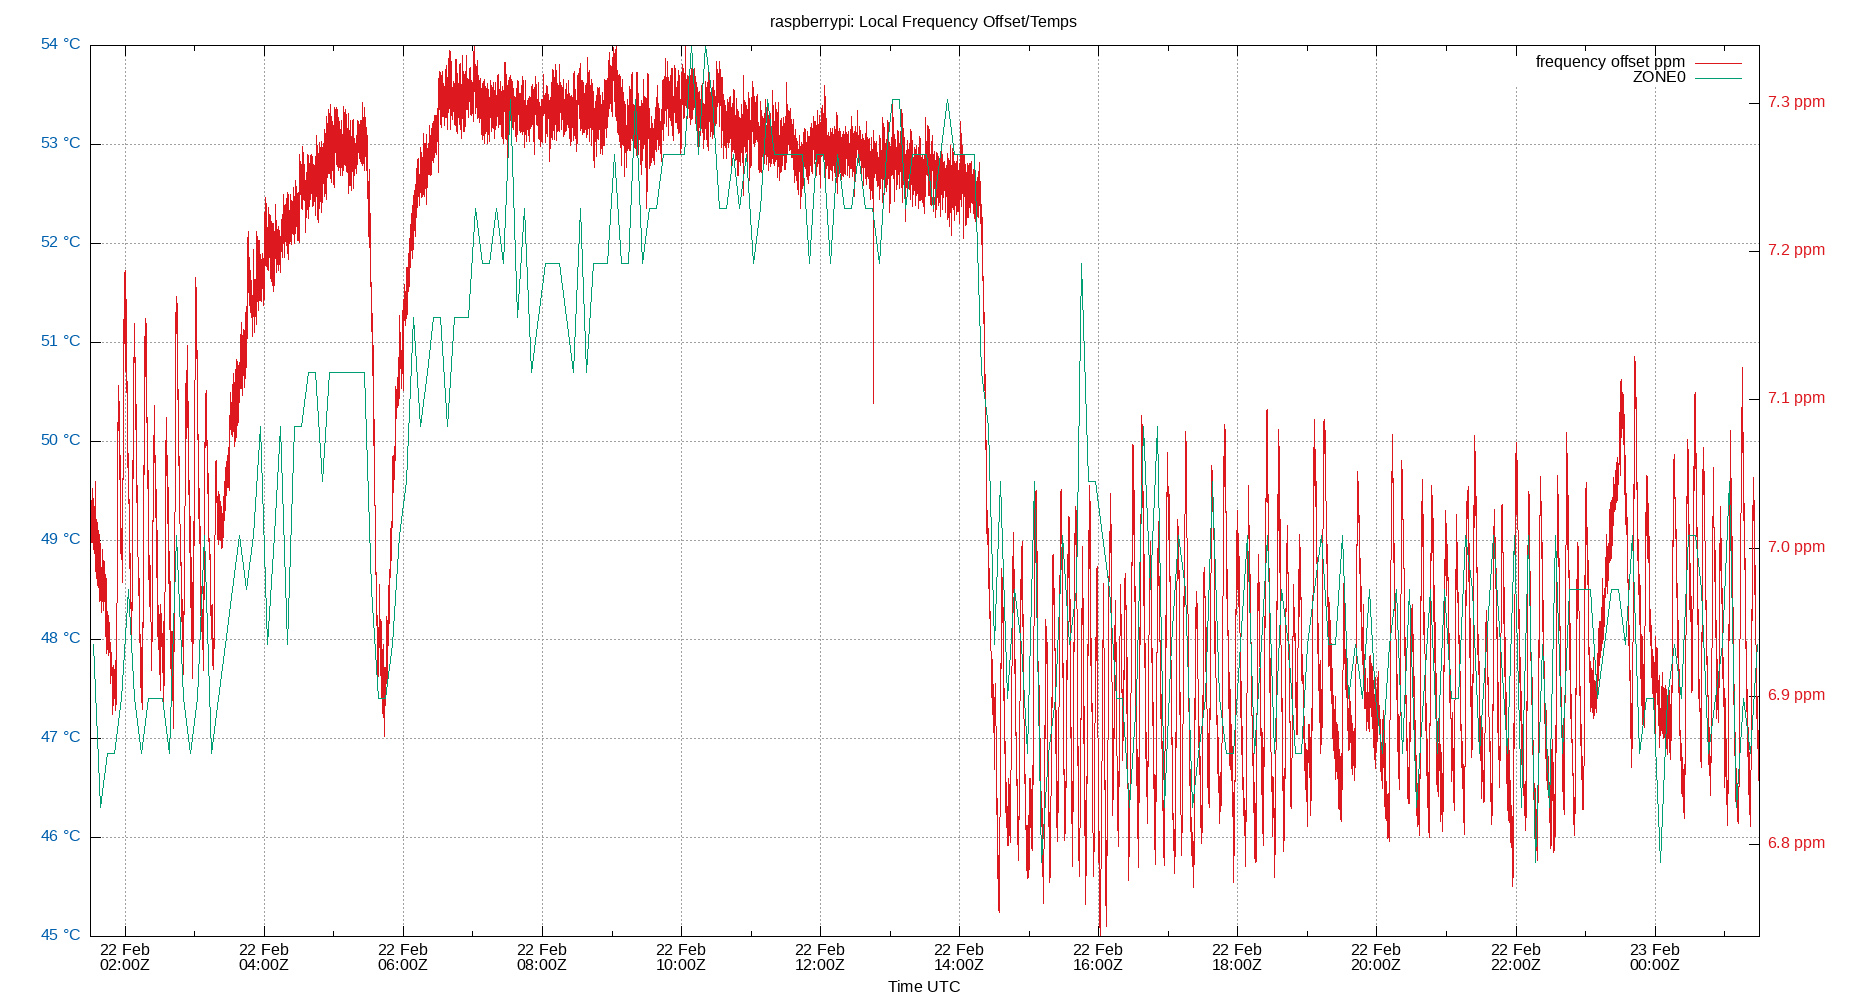 raspberrypi: Local Frequency Offset/Temps
frequency offset ppm
ZONE0
54 °C
53 °C
52 °C
51 °C
50 °C
49 °C
48 °C
47 °C
46 °C
45 °C
7.3 ppm
7.2 ppm
7.1 ppm
7.0 ppm
6.9 ppm
6.8 ppm
22 Feb 22 Feb 22 Feb 22 Feb 22 Feb 22 Feb 22 Feb 22 Feb 22 Feb 22 Feb 22 Feb 23 Feb
02:00Z 04:00Z 06:00Z 08:00Z 10:00Z 12:00Z 14:00Z 16:00Z 18:00Z 20:00Z 22:00Z 00:00Z
Time UTC